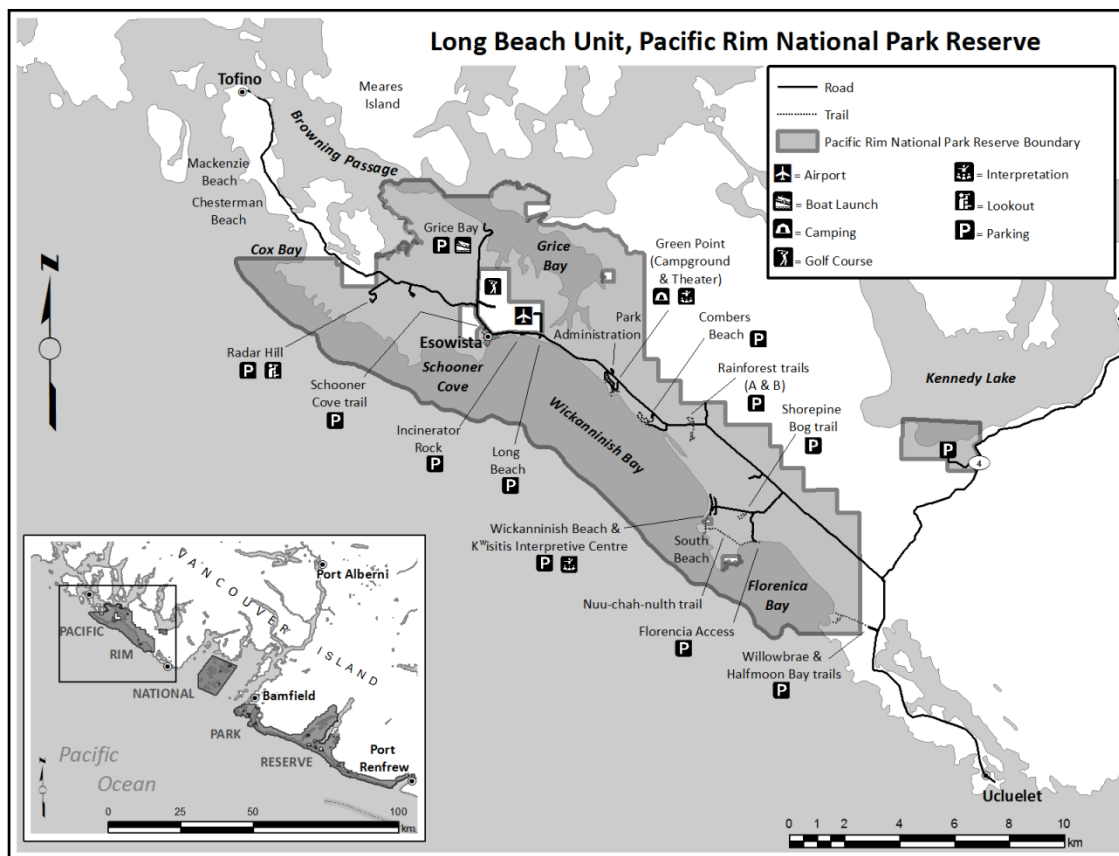 Long Beach Unit, Pacific Rim National Park Reserve
Road
Trail
Pacific Rim National Park Reserve Boundary
= Airport
= Interpretation
= Boat Launch
= Lookout
= Camping
P = Parking
= Golf Course
Tofino
Meares
Island
Browning Passage
Mackenzie
Beach
Chesterman
Beach
Cox Bay
Grice Bay
P
Grice
Bay
Green Point
(Campground
& Theater)
Park
Administration
Combers
Beach P
Rainforest trails
(A & B)
P
Shorepine
Bog trail
P
Kennedy Lake
P
4
N
Esowista
Schooner
Cove
Radar Hill
P
Schooner
Cove trail
P
Incinerator
Rock
P
Long
Beach
P
Wickanninish Bay
Wickanninish Beach &
Kʷisitis Interpretive Centre
P
South
Beach
Nuu-chah-nulth trail
Florenica
Bay
Florencia Access
P
Willowbrae &
Halfmoon Bay trails
P
Ucluelet
0 1 2 4 6 8 10
km
VANCOUVER
ISLAND
Port Alberni
PACIFIC
RIM
NATIONAL
PARK
RESERVE
Bamfield
Port
Renfrew
Pacific
Ocean
N
0 25 50 100
km